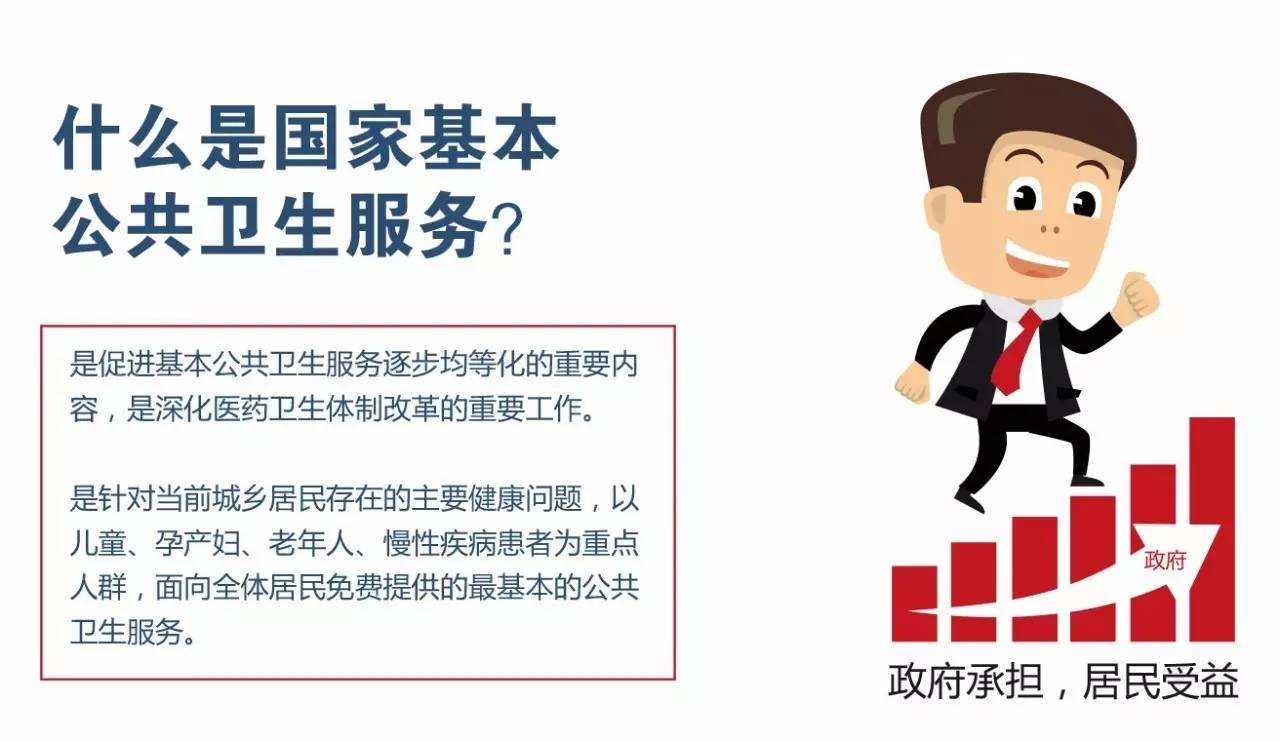 什么是国家基本
公共卫生服务?
是促进基本公共卫生服务逐步均等化的重要内
容，是深化医药卫生体制改革的重要工作。
是针对当前城乡居民存在的主要健康问题，以
儿童、孕产妇、老年人、慢性疾病患者为重点
人群，面向全体居民免费提供的最基本的公共
卫生服务。
政府
政府承担，居民受益